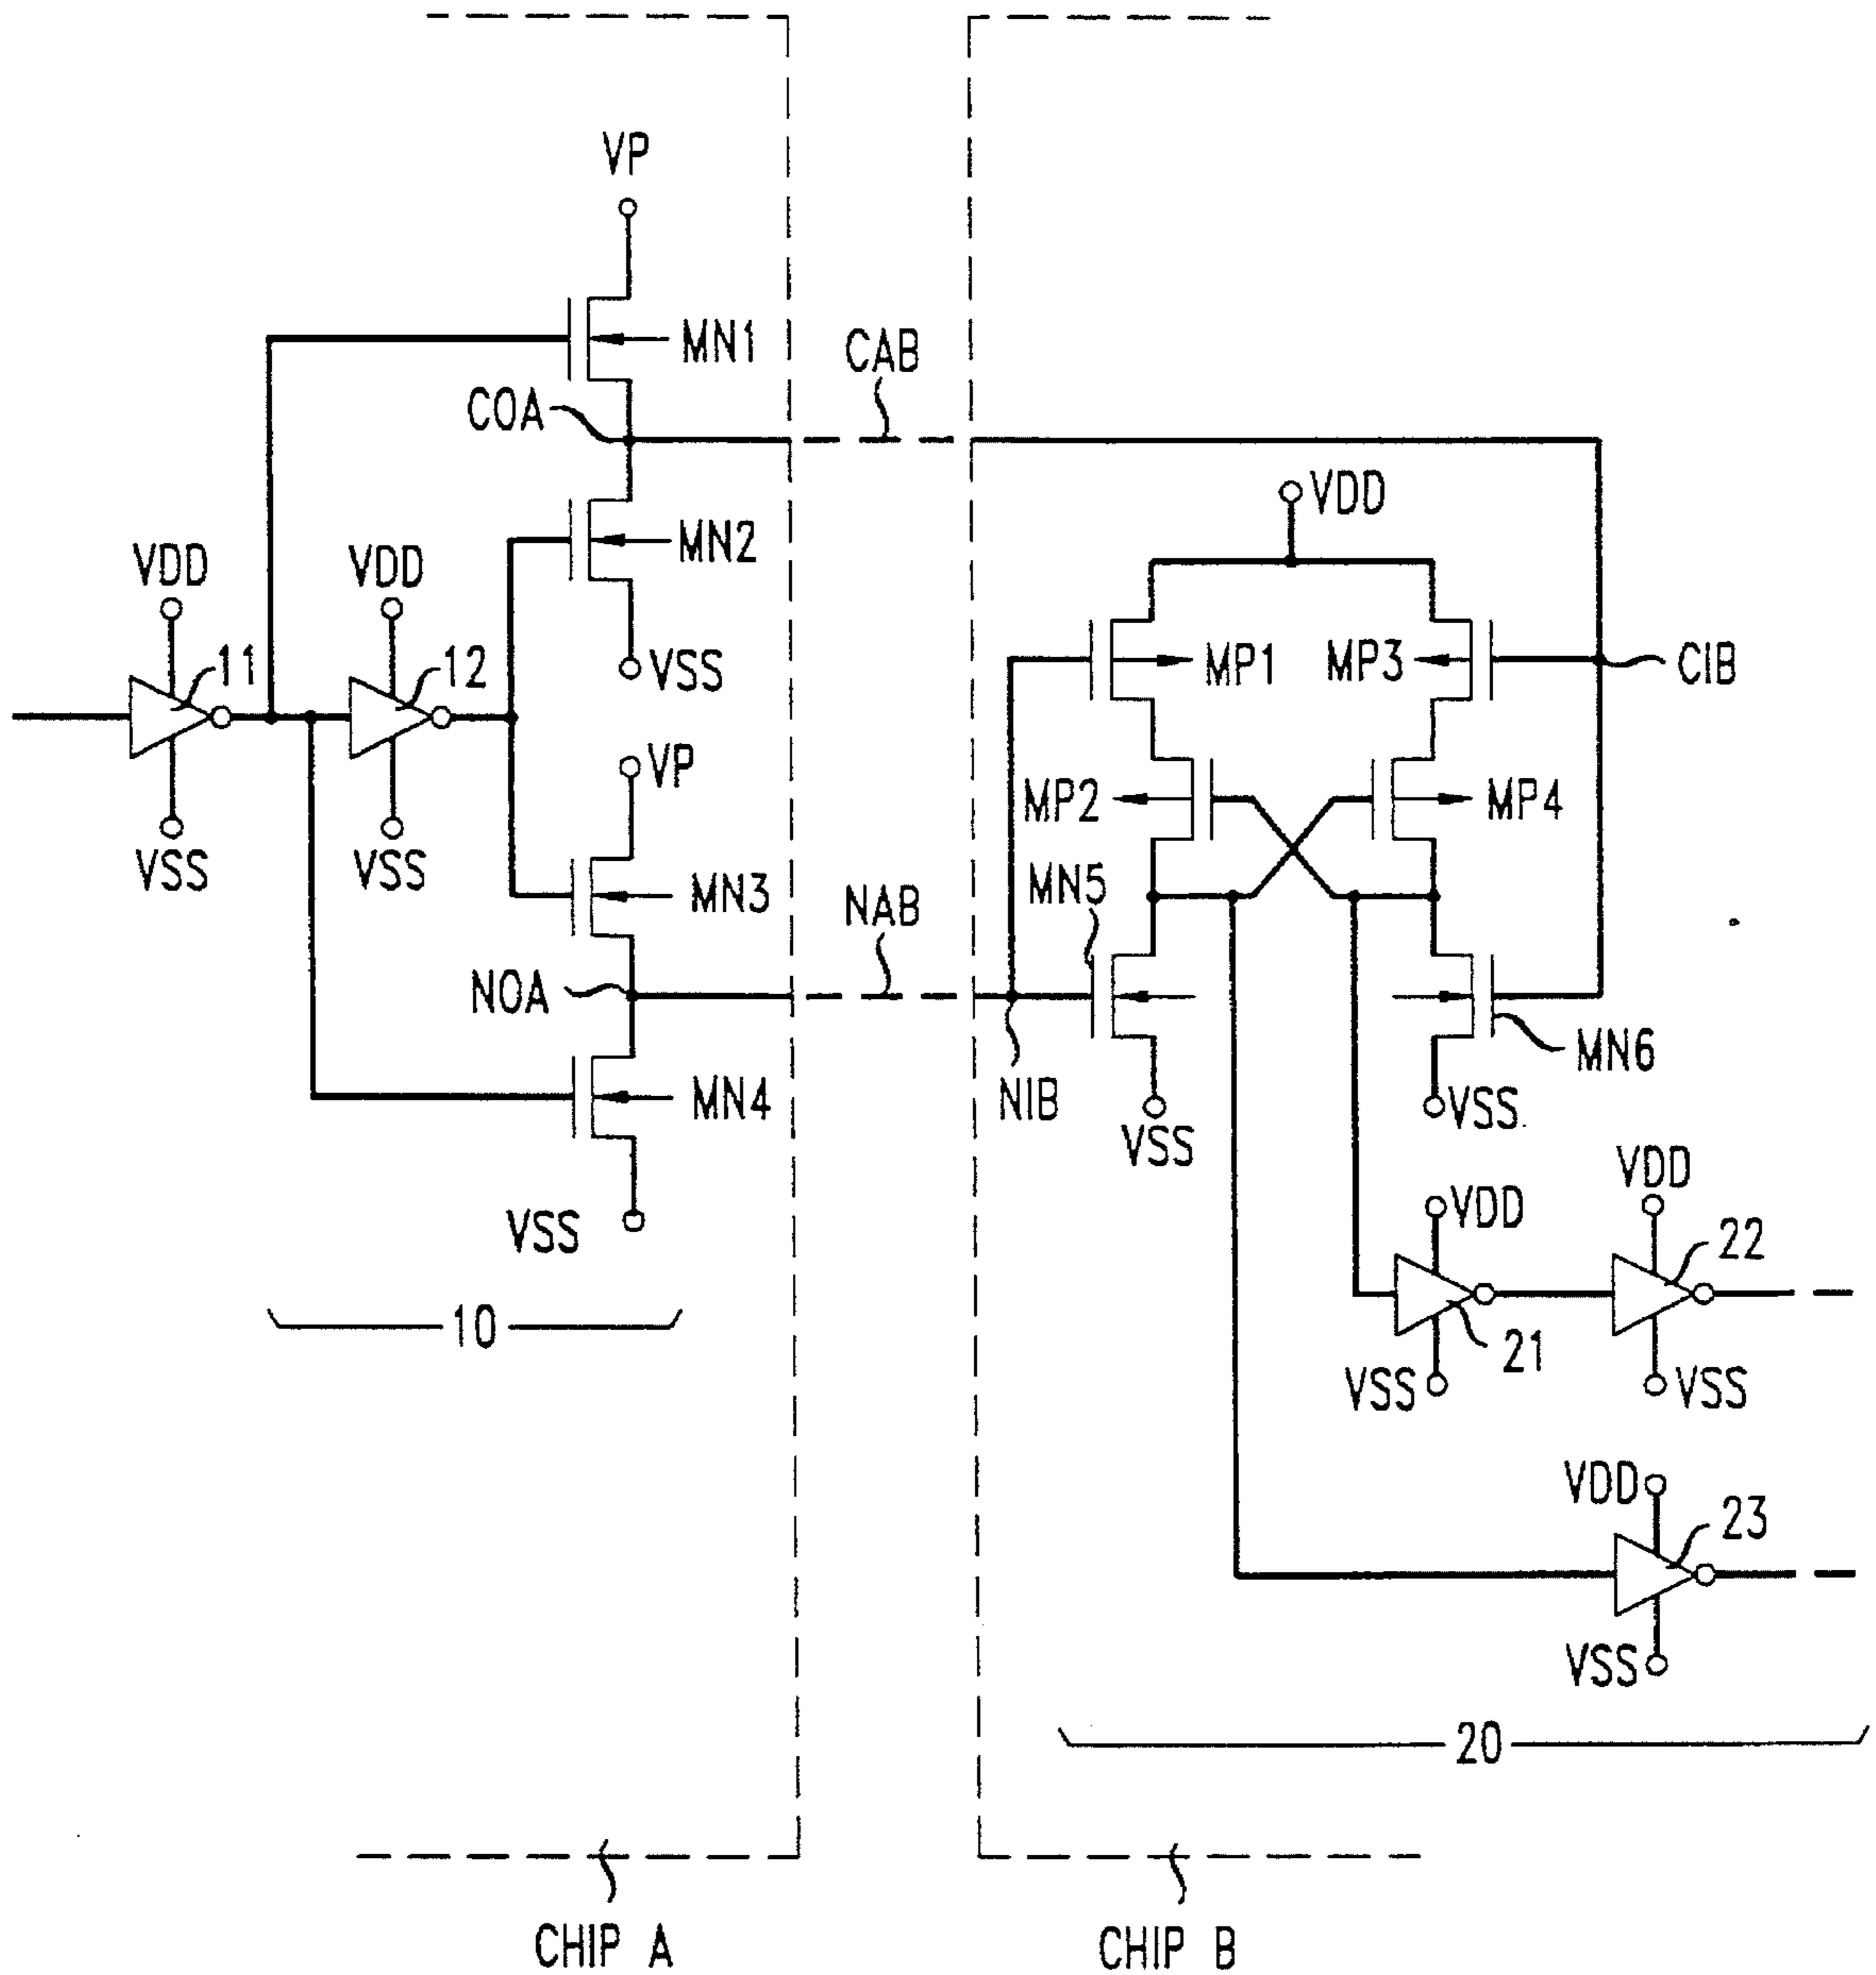 VP
MN1
CAB
COA
VDD
MN2
VDD
VDD
11
12
VSS
MP1
MP3
CIB
VP
MP2
MP4
VSS
VSS
MN5
MN3
NAB
NOA
MN6
MN4
NIB
VSS
VSS
VDD
VDD
VSS
22
10
21
VSS
VSS
VDD
23
VSS
20
CHIP A
CHIP B